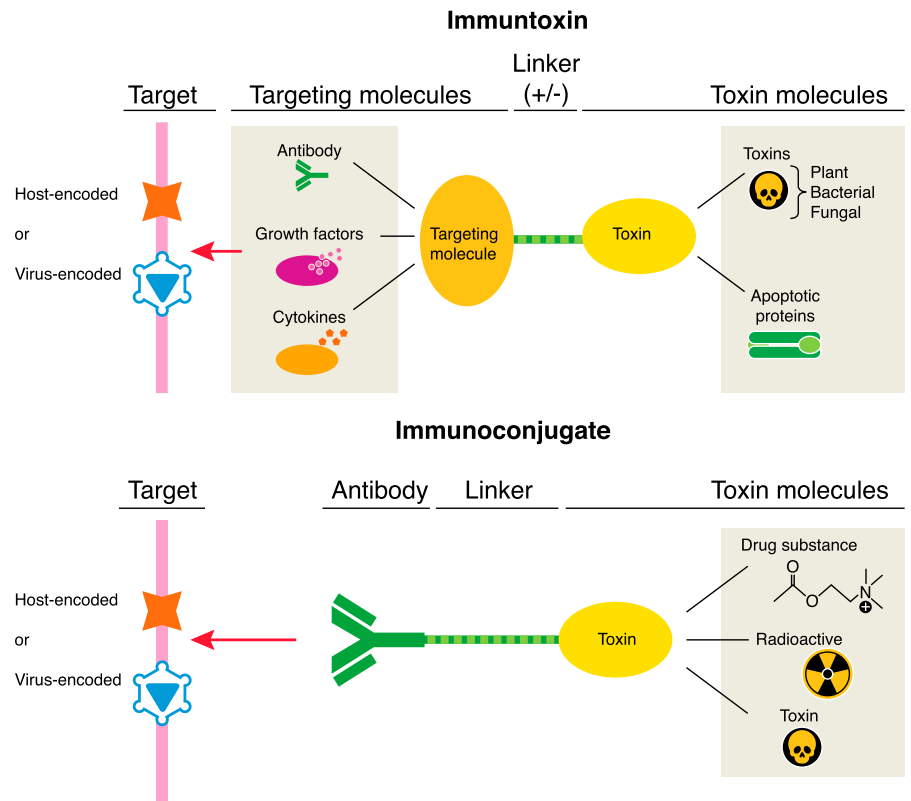 Immuntoxin
Target
Targeting molecules
Linker
(+/-)
Toxin molecules
Host-encoded
or
Virus-encoded
Antibody
Growth factors
Cytokines
Targeting
molecule
Toxin
Toxins
Plant
Bacterial
Fungal
Apoptotic
proteins
Immunoconjugate
Target
Antibody
Linker
Toxin molecules
Host-encoded
or
Virus-encoded
Toxin
Drug substance
O
O
N
+
Radioactive
Toxin